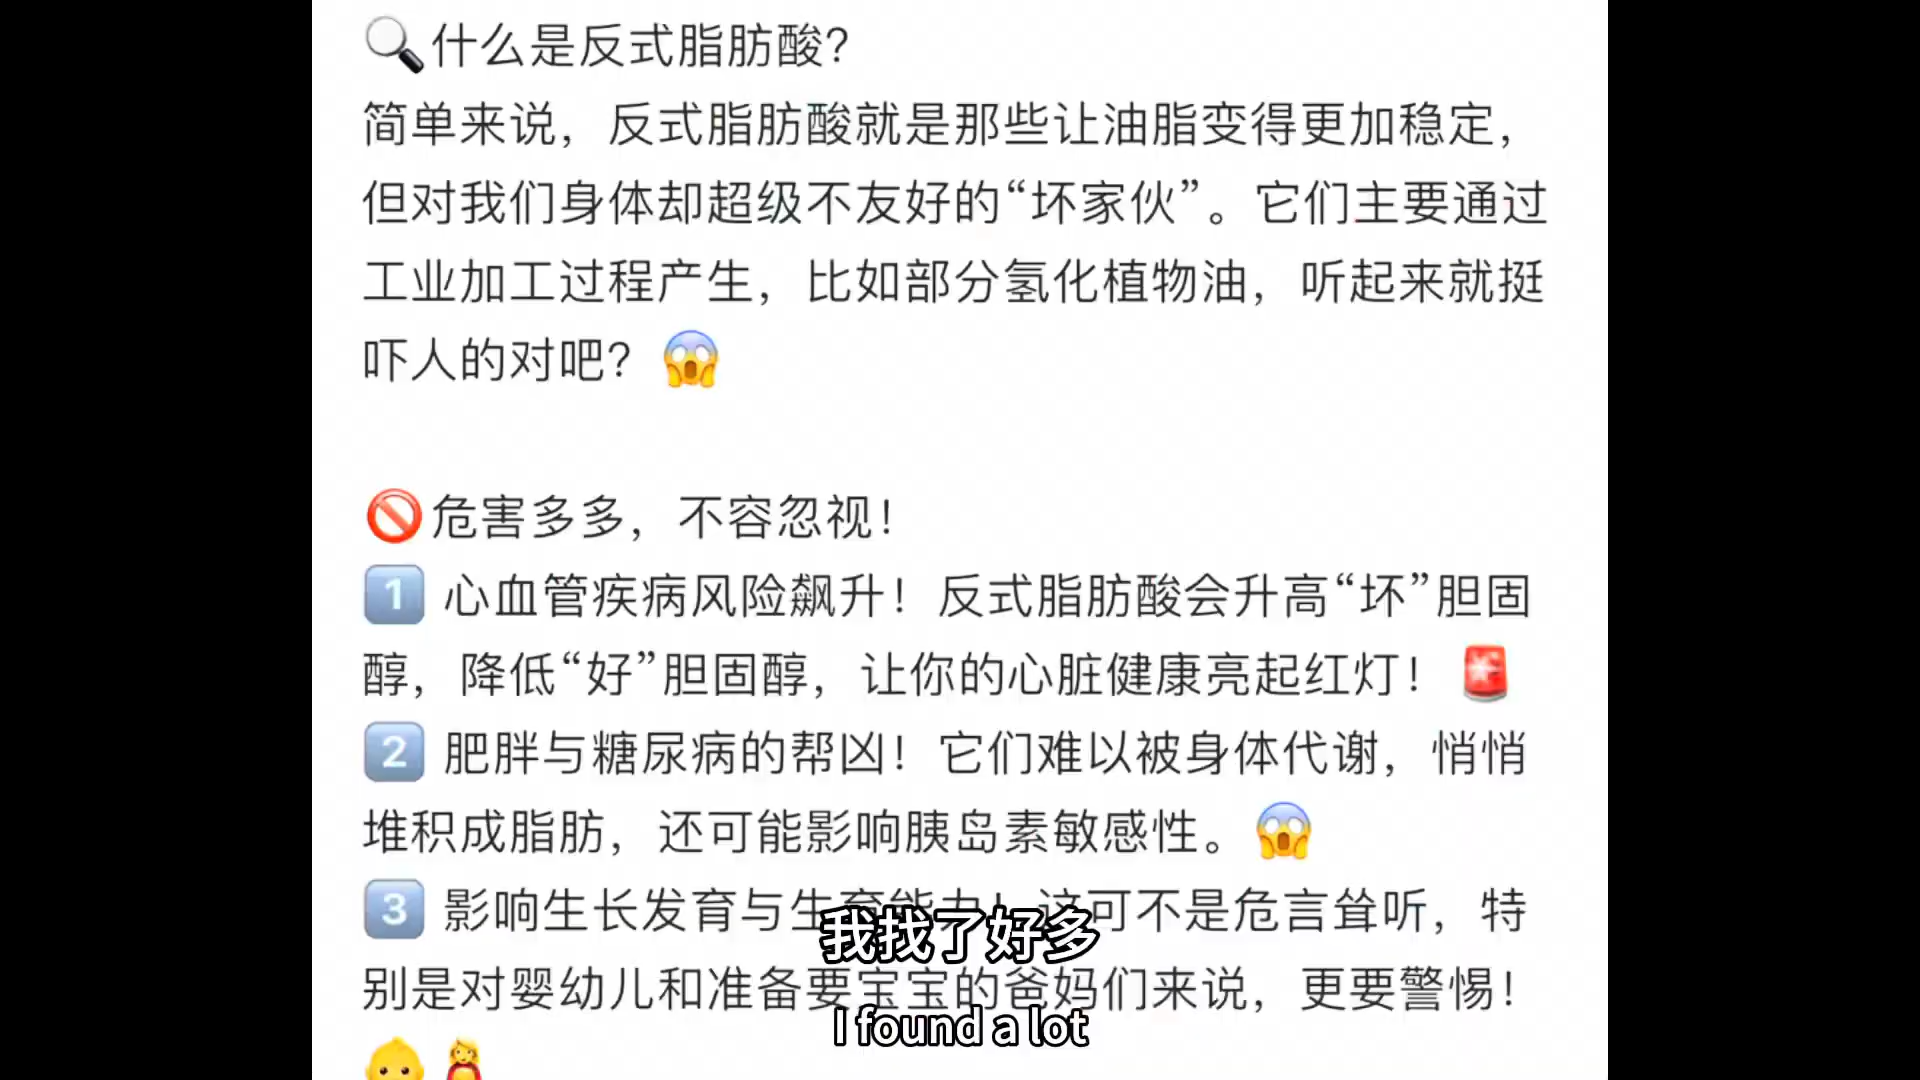 🔍什么是反式脂肪酸?
简单来说，反式脂肪酸就是那些让油脂变得更加稳定，
但对我们身体却超级不友好的“坏家伙”。它们主要通过
工业加工过程产生，比如部分氢化植物油，听起来就挺
吓人的对吧？😱
🚫危害多多，不容忽视！
1️⃣ 心血管疾病风险飙升！反式脂肪酸会升高“坏”胆固
醇，降低“好”胆固醇，让你的心脏健康亮起红灯！🚨
2️⃣ 肥胖与糖尿病的帮凶！它们难以被身体代谢，悄悄
堆积成脂肪，还可能影响胰岛素敏感性。😱
3️⃣ 影响生长发育与生育能力！这可不是危言耸听，特
别是对婴幼儿和准备要宝宝的爸妈们来说，更要警惕！
我找了好多
I found a lot